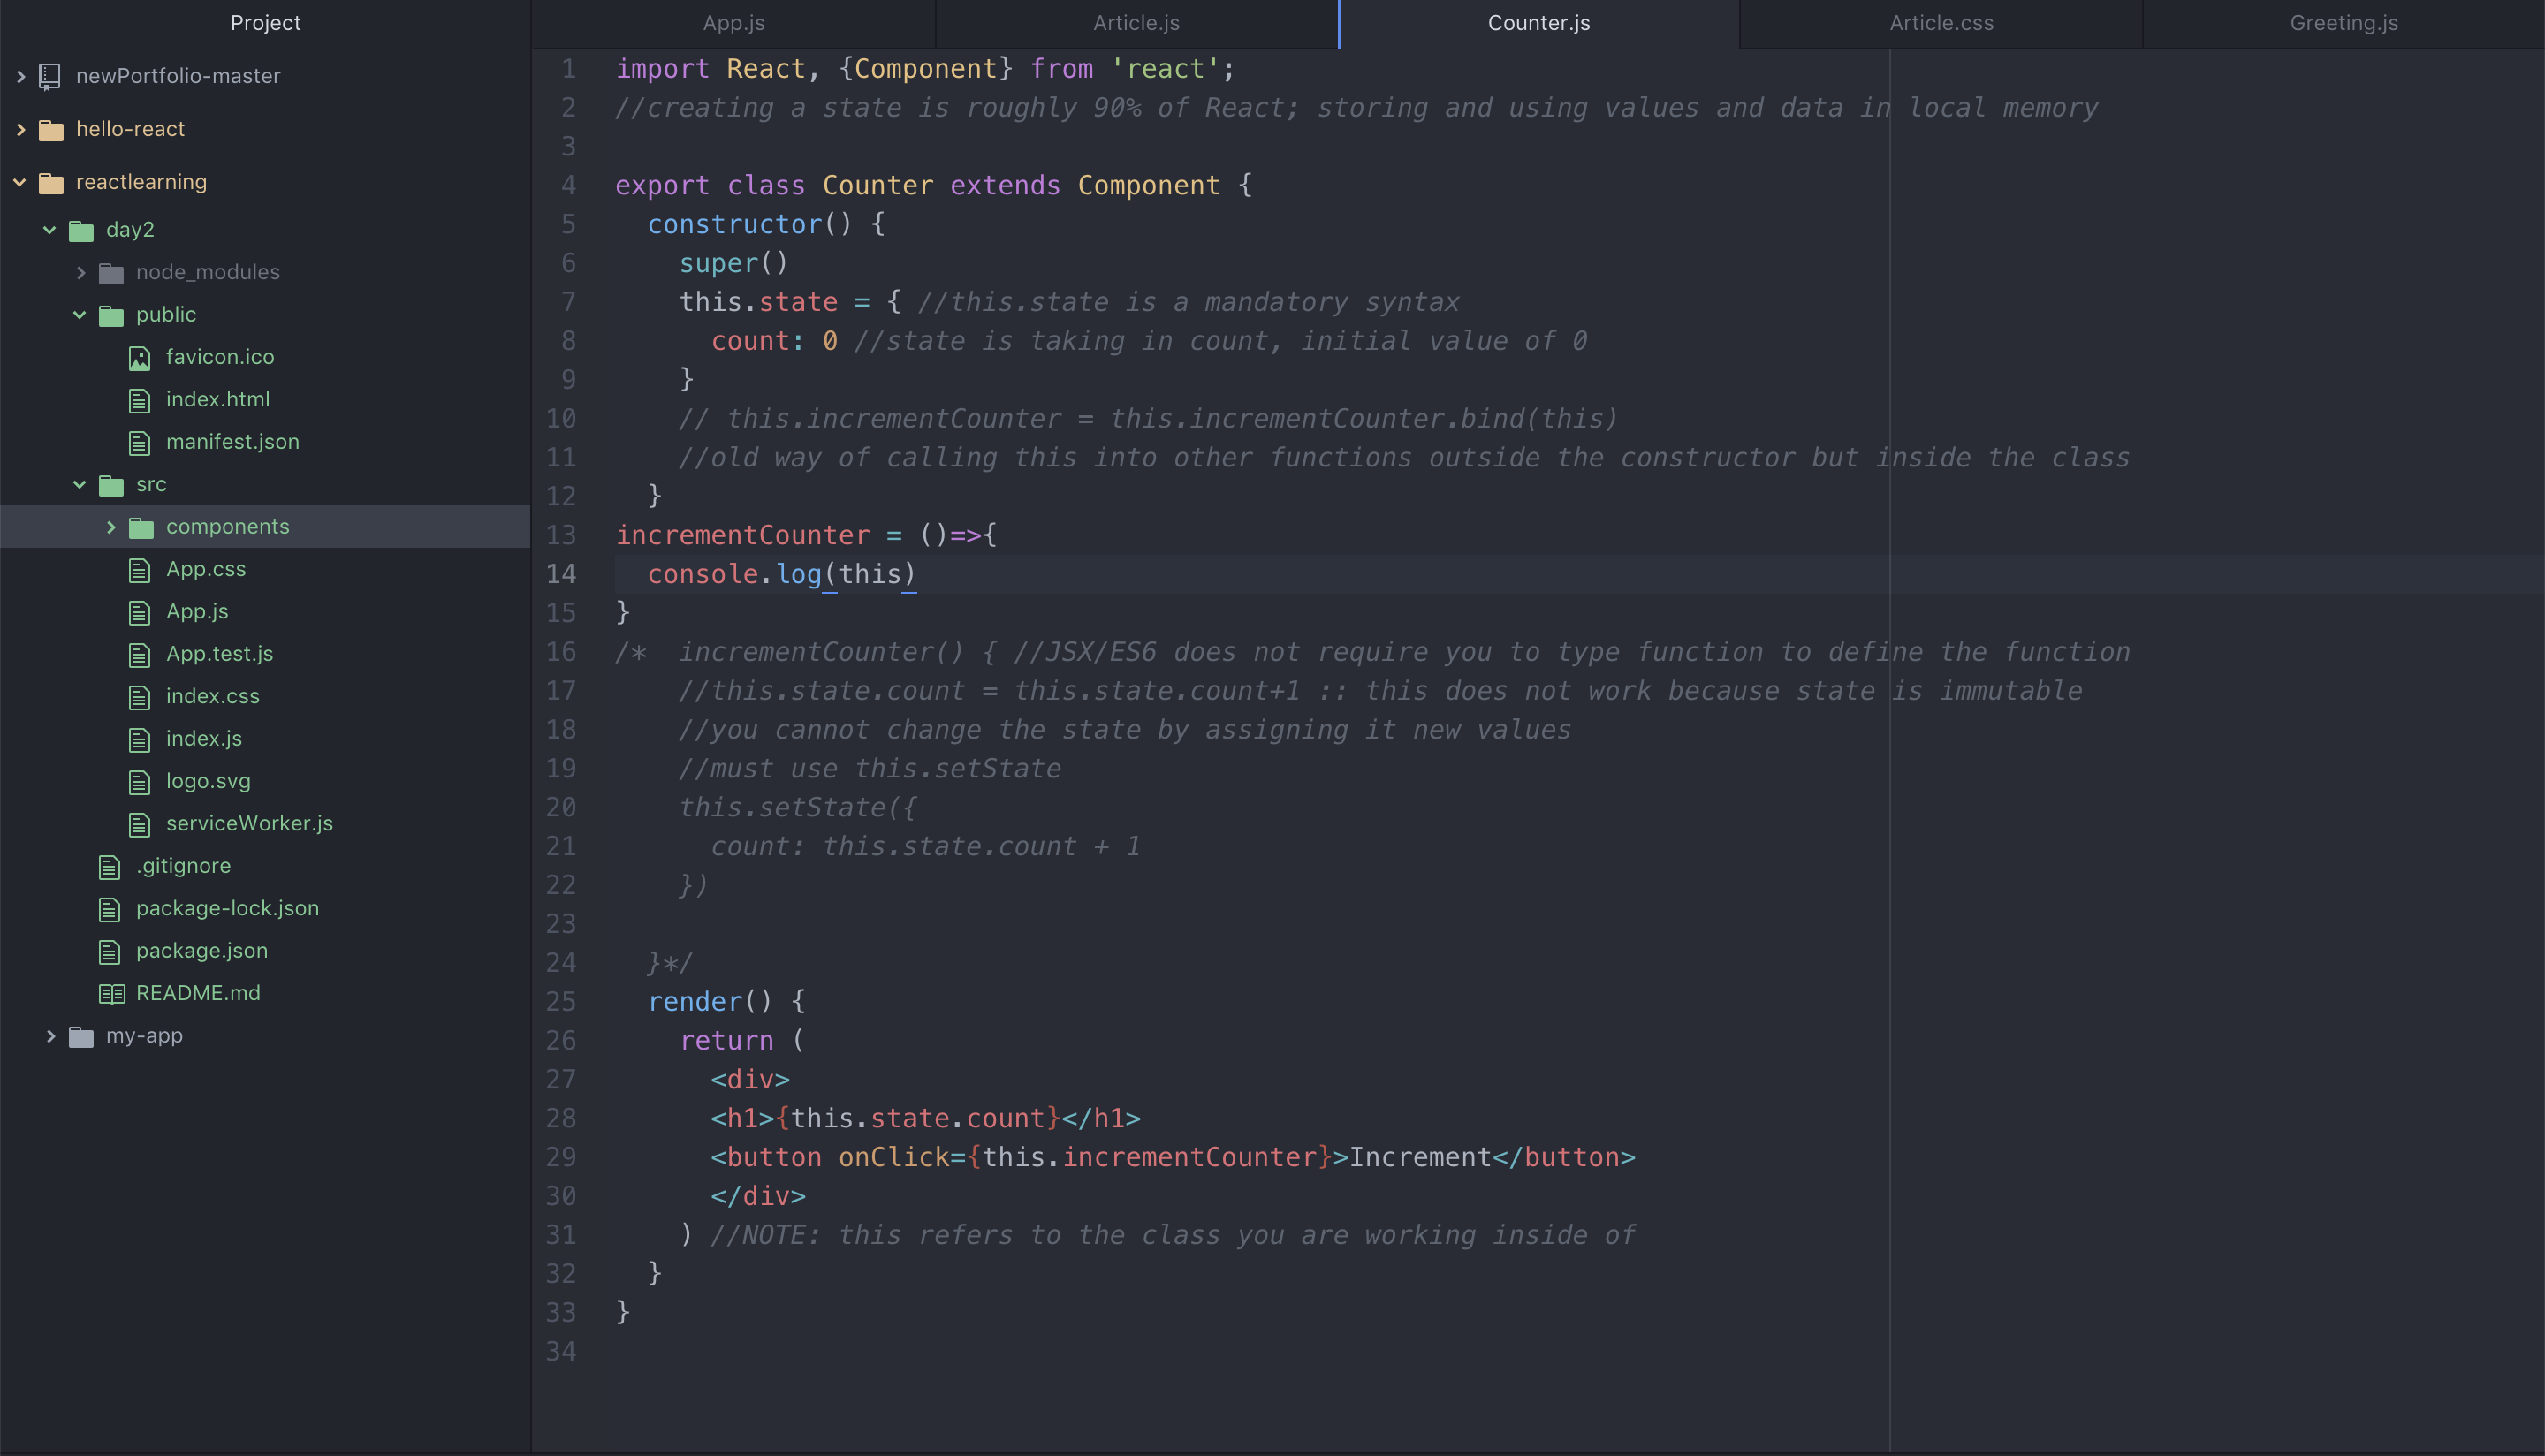 Project
newPortfolio-master
hello-react
reactlearning
day2
node_modules
public
favicon.ico
index.html
manifest.json
src
components
App.css
App.js
App.test.js
index.css
index.js
logo.svg
serviceWorker.js
.gitignore
package-lock.json
package.json
README.md
my-app
App.js Article.js Counter.js Article.css Greeting.js
1 import React, {Component} from 'react';
2 //creating a state is roughly 90% of React; storing and using values and data in local memory
3
4 export class Counter extends Component {
5 constructor() {
6 super()
7 this.state = { //this.state is a mandatory syntax
8 count: 0 //state is taking in count, initial value of 0
9 }
10 // this.incrementCounter = this.incrementCounter.bind(this)
11 //old way of calling this into other functions outside the constructor but inside the class
12 }
13 incrementCounter = ()=>{
14 console.log(this)
15 }
16 /* incrementCounter() { //JSX/ES6 does not require you to type function to define the function
17 //this.state.count = this.state.count+1 :: this does not work because state is immutable
18 //you cannot change the state by assigning it new values
19 //must use this.setState
20 this.setState({
21 count: this.state.count + 1
22 })
23
24 }*/
25 render() {
26 return (
27 <div>
28 <h1>{this.state.count}</h1>
29 <button onClick={this.incrementCounter}>Increment</button>
30 </div>
31 ) //NOTE: this refers to the class you are working inside of
32 }
33 }
34